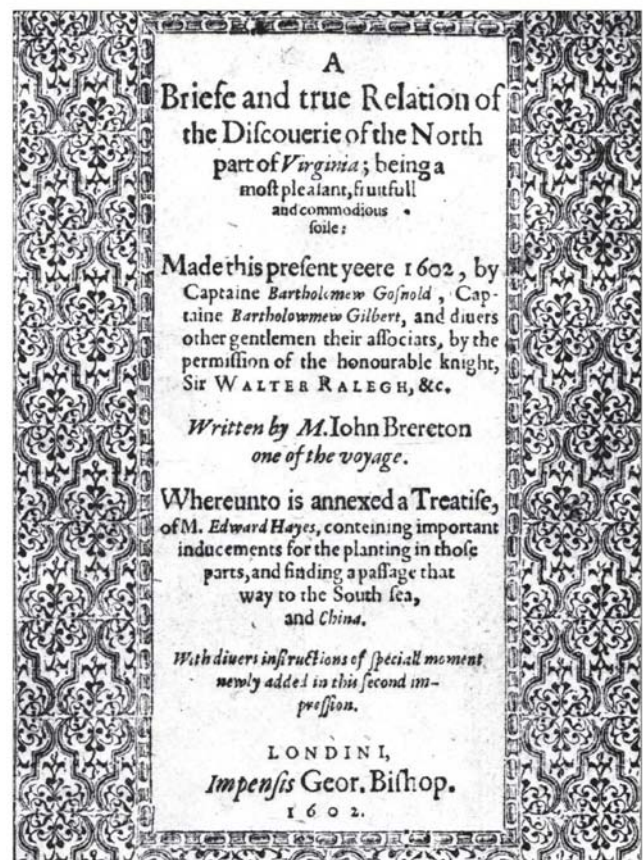 A
Briefe and true Relation of
the Diſcouerie of the North
part of Virginia; being a
moſt pleaſant, fruitfull
and commodious
ſoile:
Made this preſent yeere 1602, by
Captaine Bartholomew Goſnold, Cap-
taine Bartholowmew Gilbert, and diuers
other gentlemen their aſſociats, by the
permiſſion of the honourable knight,
Sir WALTER RALEGH, &c.
Written by M. Iohn Brereton
one of the voyage.
Whereunto is annexed a Treatiſe,
of M. Edward Hayes, conteining important
inducements for the planting in thoſe
parts, and finding a paſſage that
way to the South ſea,
and China.
With diuers inſtructions of ſpeciall moment
newly added in this ſecond im-
preſſion.
LONDINI,
Impenſis Geor. Biſhop.
1602.